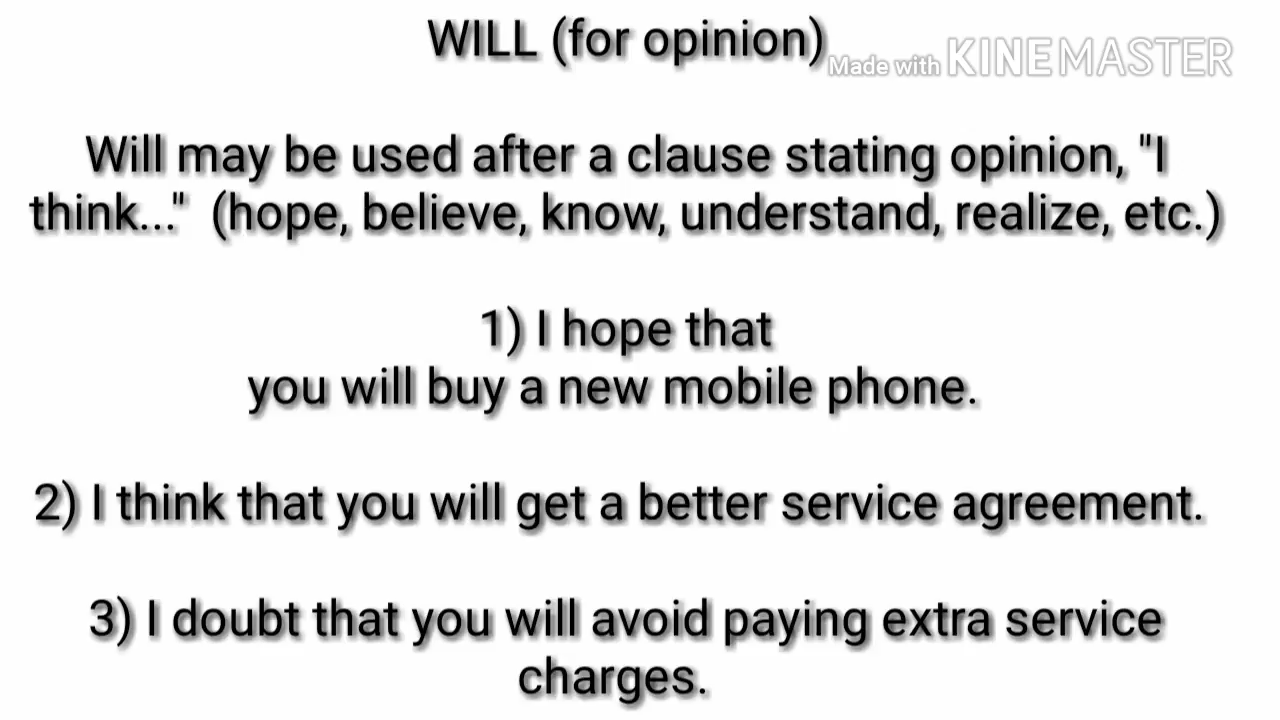 WILL (for opinion)
Made with KINEMASTER
Will may be used after a clause stating opinion, "I
think..." (hope, believe, know, understand, realize, etc.)
1) I hope that
you will buy a new mobile phone.
2) I think that you will get a better service agreement.
3) I doubt that you will avoid paying extra service
charges.